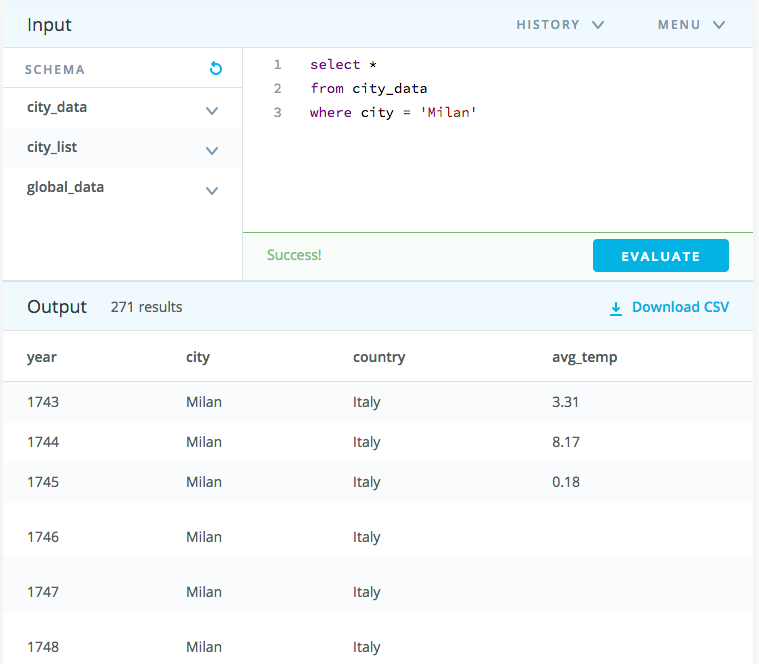 Input HISTORY MENU
SCHEMA
city_data
city_list
global_data
1 select *
2 from city_data
3 where city = 'Milan'
Success! EVALUATE
Output 271 results Download CSV
year city country avg_temp
1743 Milan Italy 3.31
1744 Milan Italy 8.17
1745 Milan Italy 0.18
1746 Milan Italy
1747 Milan Italy
1748 Milan Italy